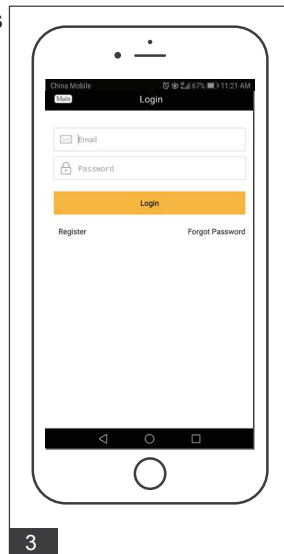 s
China Mobile 67% 11:21 AM
Main Login
Email
Password
Login
Register Forgot Password
3